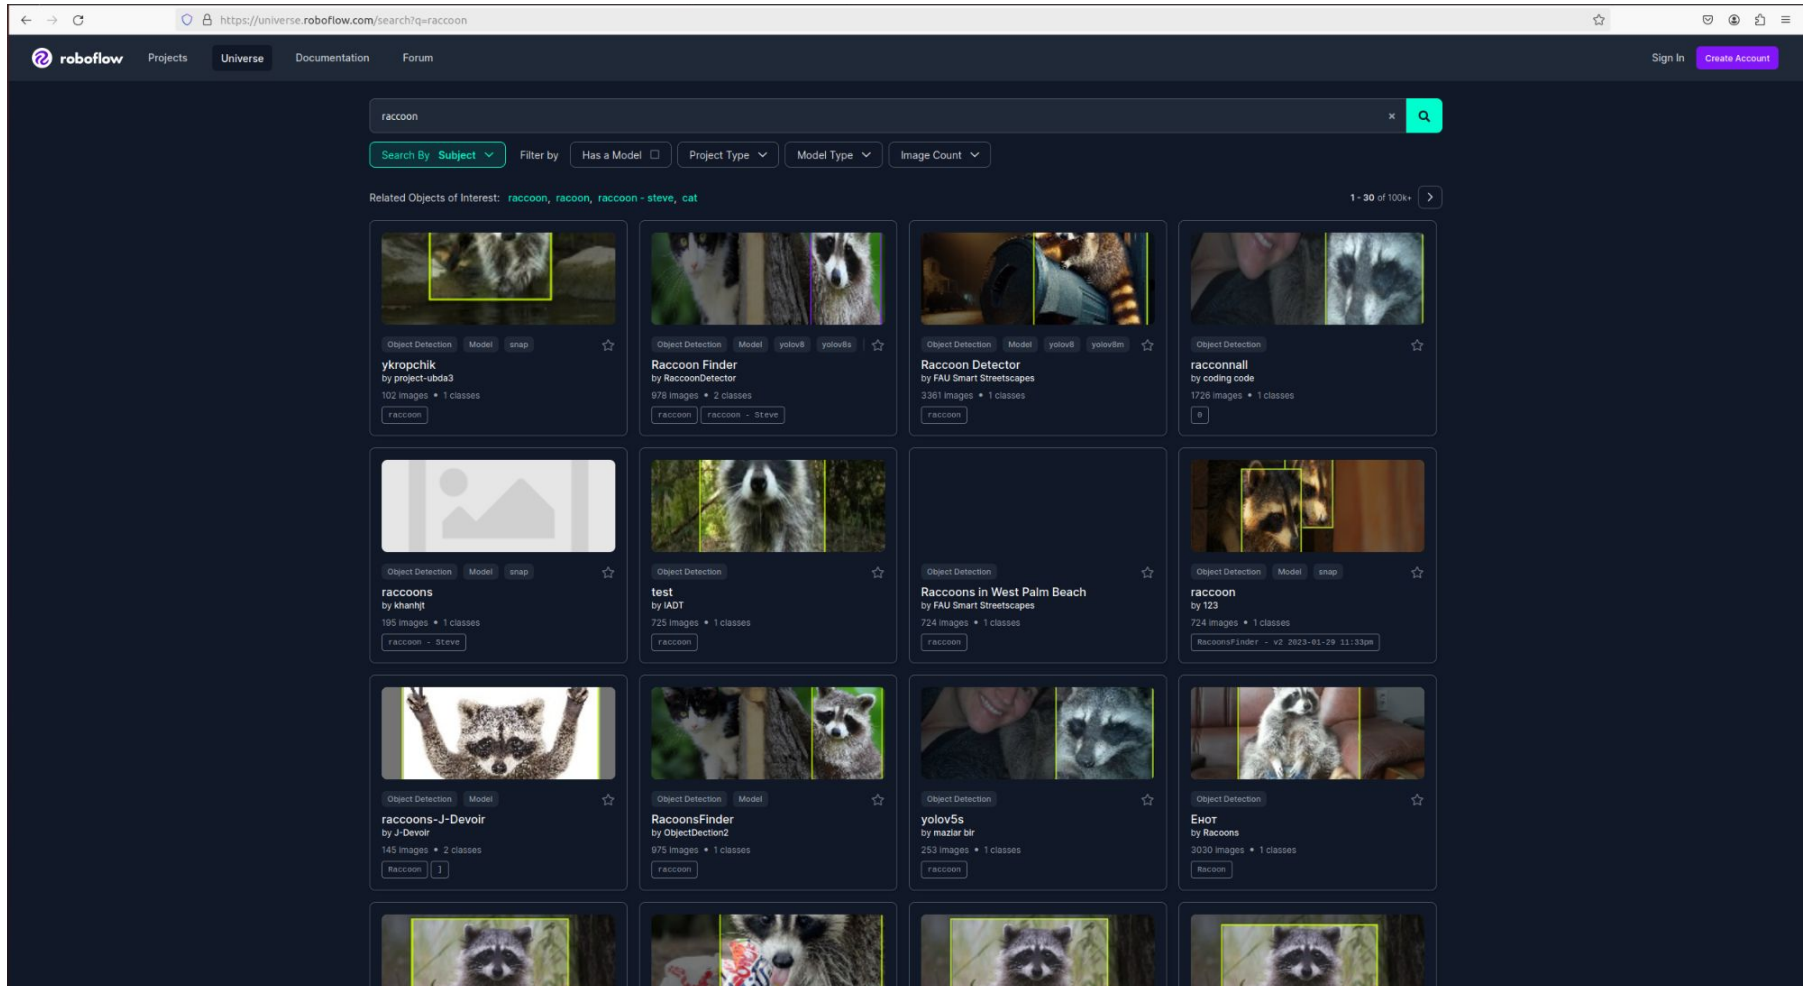 https://universe.roboflow.com/search?q=raccoon
roboflow Projects Universe Documentation Forum Sign In Create Account
raccoon
Search By Subject Filter by Has a Model Project Type Model Type Image Count
Related Objects of Interest: raccoon, racoon, raccoon - steve, cat 1 - 30 of 100k+
Object Detection Model snap
ykropchik
by project-ubda3
102 images • 1 classes
raccoon
Object Detection Model yolov8 yolov8s
Raccoon Finder
by RaccoonDetector
978 images • 2 classes
raccoon raccoon - Steve
Object Detection Model yolov8 yolov8m
Raccoon Detector
by FAU Smart Streetscapes
3361 images • 1 classes
raccoon
Object Detection
racconnall
by coding code
1726 images • 1 classes
0
Object Detection Model snap
raccoons
by khanhjt
195 images • 1 classes
raccoon - Steve
Object Detection
test
by IADT
725 images • 1 classes
raccoon
Object Detection
Raccoons in West Palm Beach
by FAU Smart Streetscapes
724 images • 1 classes
raccoon
Object Detection Model snap
raccoon
by 123
724 images • 1 classes
RacoonsFinder - v2 2023-01-29 11:33pm
Object Detection Model
raccoons-J-Devoir
by J-Devoir
145 images • 2 classes
Raccoon ]
Object Detection Model
RacoonsFinder
by ObjectDection2
975 images • 1 classes
raccoon
Object Detection
yolov5s
by maziar bir
253 images • 1 classes
raccoon
Object Detection
Енот
by Racoons
3030 images • 1 classes
Racoon